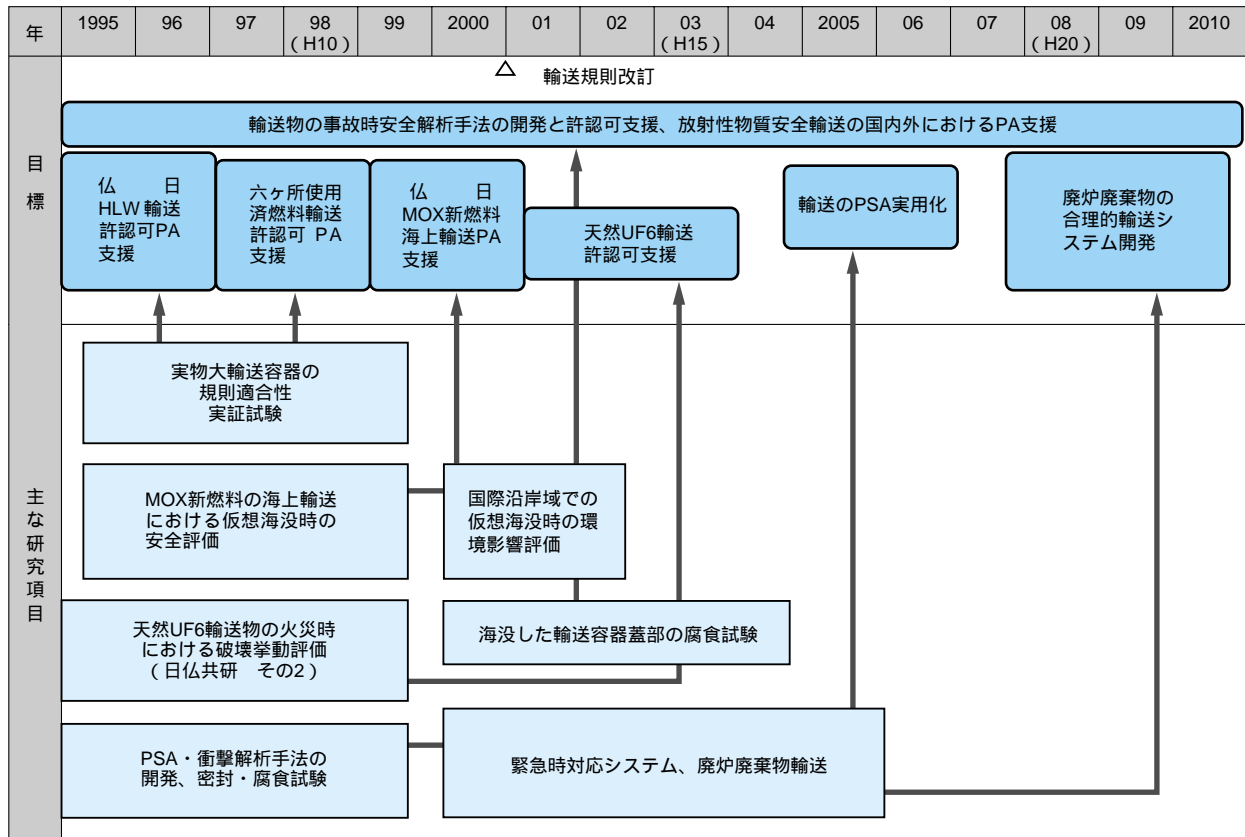 年 1995 96 97 98 99 2000 01 02 03 04 2005 06 07 08 09 2010
(H10) (H15) (H20)
△ 輸送規則改訂
目標
輸送物の事故時安全解析手法の開発と許認可支援、放射性物質安全輸送の国内外におけるPA支援
仏　　日
HLW 輸送
許認可PA
支援
六ヶ所使用
済燃料輸送
許認可 PA
支援
仏　　日
MOX新燃料
海上輸送PA
支援
天然UF6輸送
許認可支援
輸送のPSA実用化
廃炉廃棄物の
合理的輸送シ
ステム開発
主な研究項目
実物大輸送容器の
規則適合性
実証試験
MOX新燃料の海上輸送
における仮想海没時の
安全評価
国際沿岸域での
仮想海没時の環
境影響評価
天然UF6輸送物の火災時
における破壊挙動評価
(日仏共研　その2)
海没した輸送容器蓋部の腐食試験
PSA・衝撃解析手法の
開発、密封・腐食試験
緊急時対応システム、廃炉廃棄物輸送